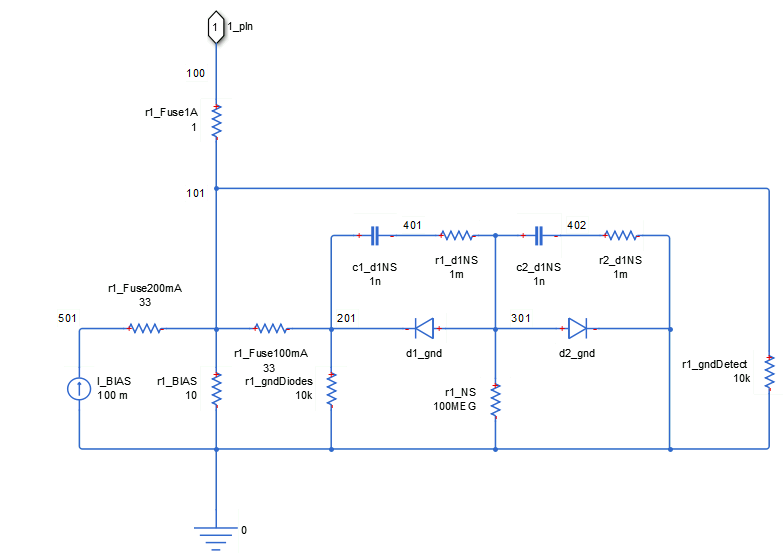 1
1_pin
100
r1_Fuse1A
1
101
401
402
c1_d1NS
1n
r1_d1NS
1m
c2_d1NS
1n
r2_d1NS
1m
r1_Fuse200mA
33
501
201
301
r1_Fuse100mA
33
d1_gnd
d2_gnd
r1_gndDetect
10k
I_BIAS
100 m
r1_BIAS
10
r1_gndDiodes
10k
r1_NS
100MEG
0